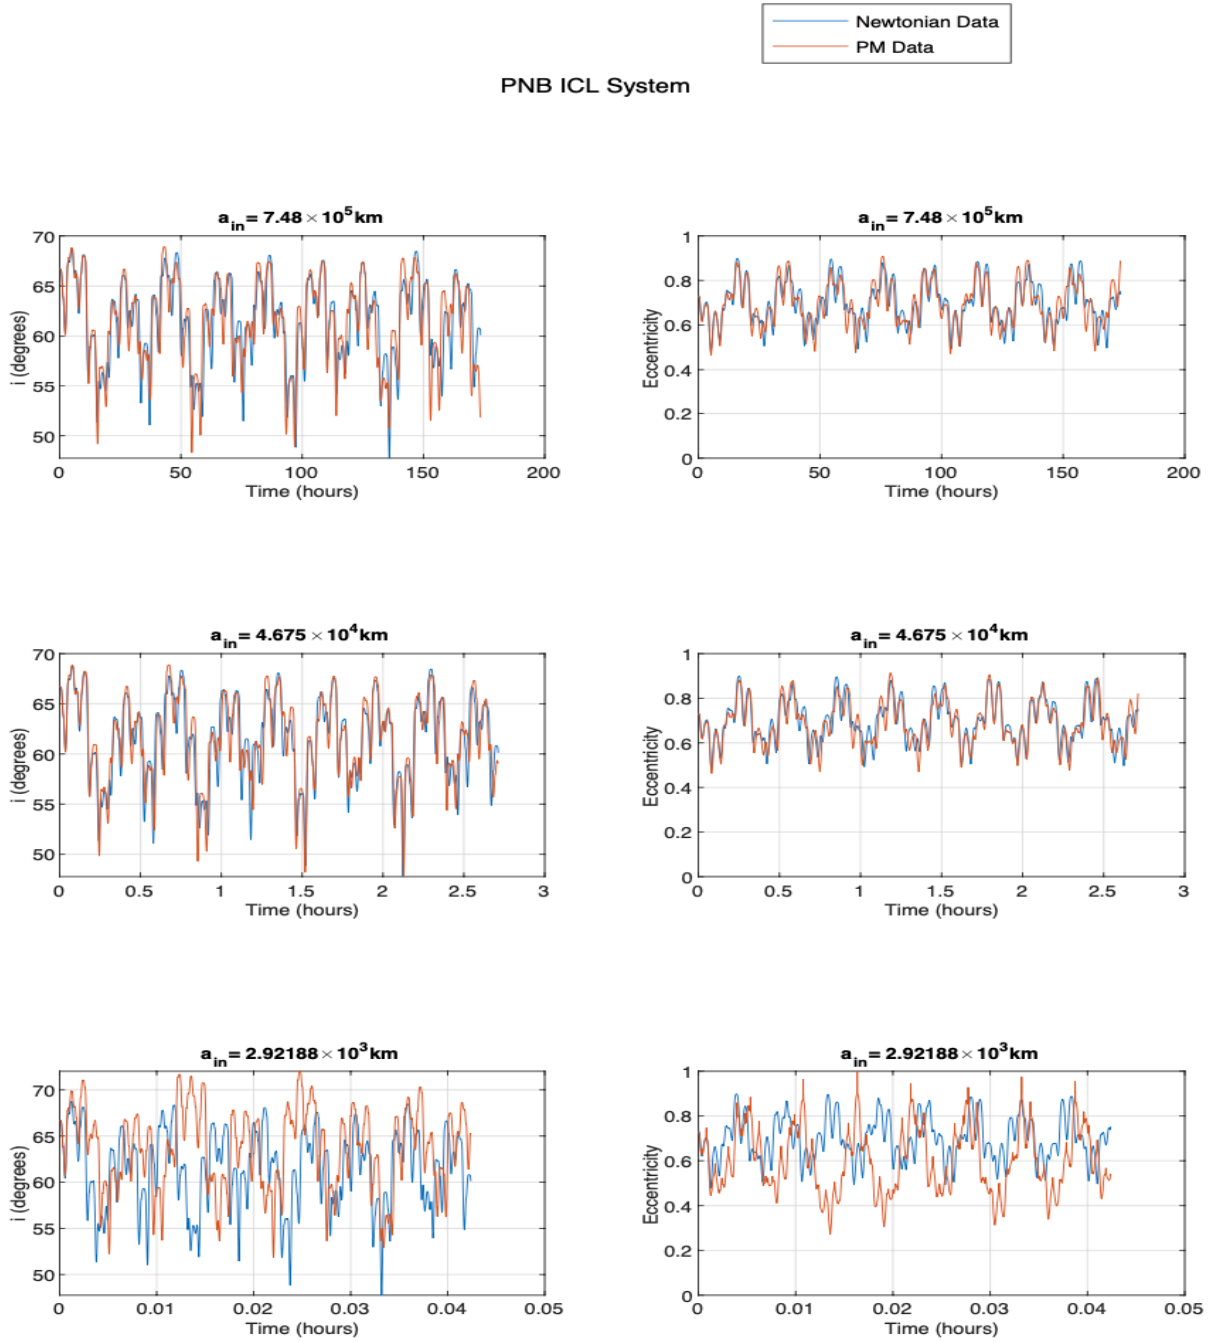 Newtonian Data
PM Data
PNB ICL System
a_in = 7.48 × 10^5 km
70
65
60
55
50
i (degrees)
0 50 100 150 200
Time (hours)
a_in = 7.48 × 10^5 km
1
0.8
0.6
0.4
0.2
0
Eccentricity
0 50 100 150 200
Time (hours)
a_in = 4.675 × 10^4 km
70
65
60
55
50
i (degrees)
0 0.5 1 1.5 2 2.5 3
Time (hours)
a_in = 4.675 × 10^4 km
1
0.8
0.6
0.4
0.2
0
Eccentricity
0 0.5 1 1.5 2 2.5 3
Time (hours)
a_in = 2.92188 × 10^3 km
70
65
60
55
50
i (degrees)
0 0.01 0.02 0.03 0.04 0.05
Time (hours)
a_in = 2.92188 × 10^3 km
1
0.8
0.6
0.4
0.2
0
Eccentricity
0 0.01 0.02 0.03 0.04 0.05
Time (hours)